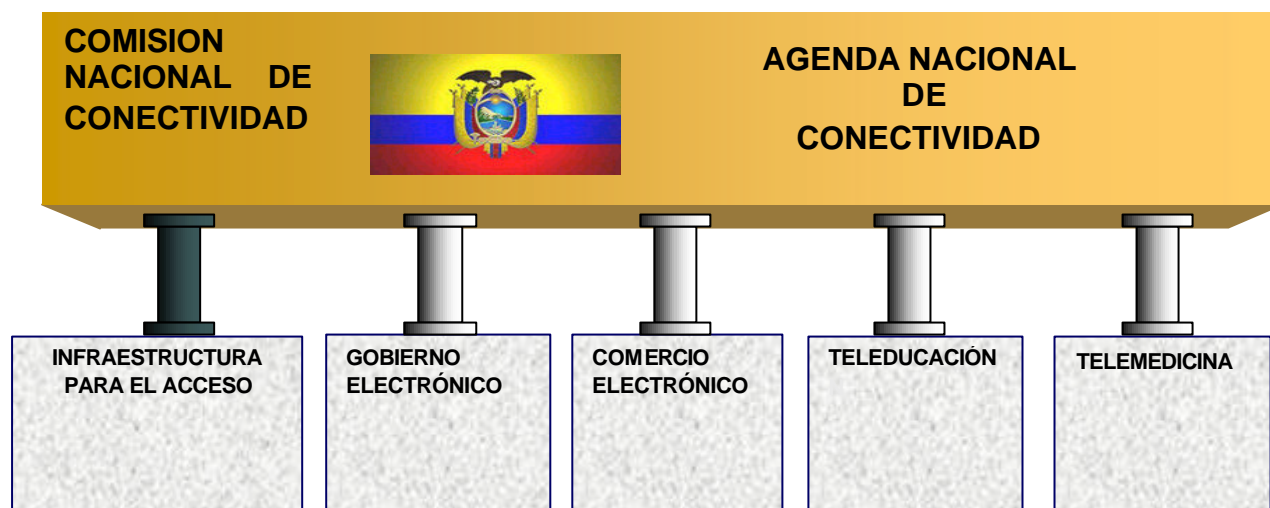 COMISION
NACIONAL DE
CONECTIVIDAD
AGENDA NACIONAL
DE
CONECTIVIDAD
INFRAESTRUCTURA
PARA EL ACCESO
GOBIERNO
ELECTRÓNICO
COMERCIO
ELECTRÓNICO
TELEDUCACIÓN
TELEMEDICINA